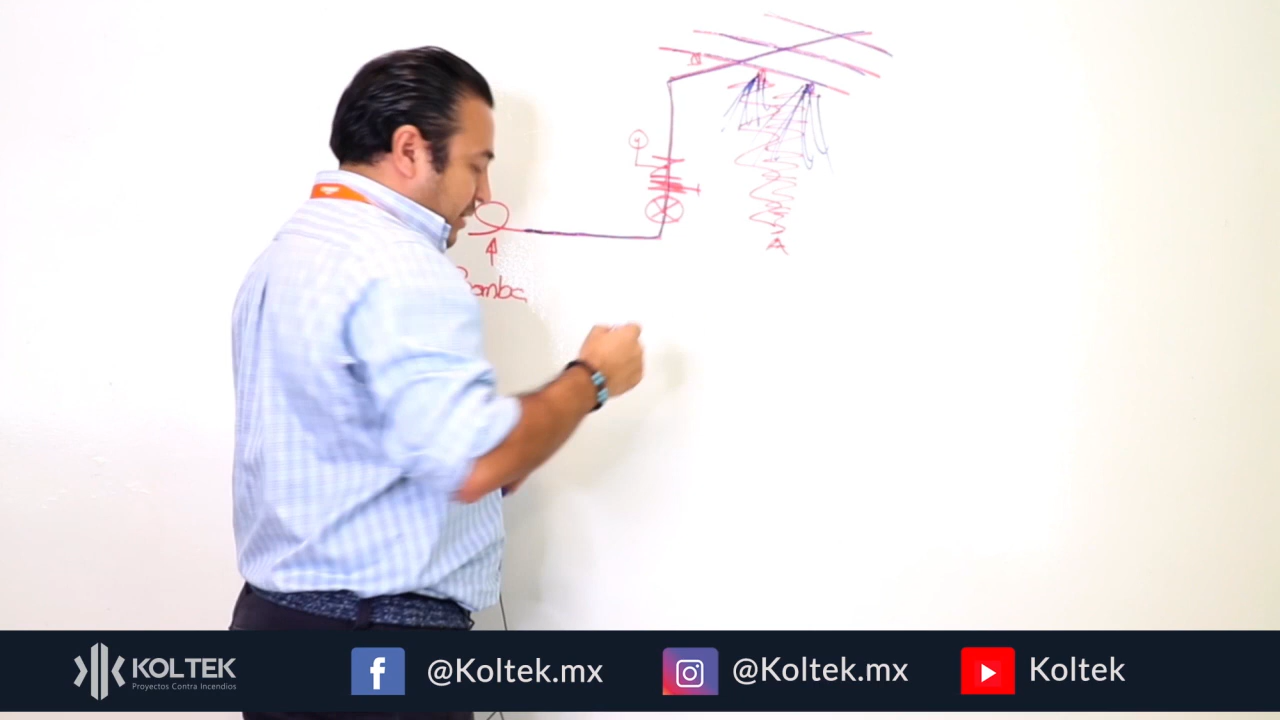 Bomba
KOLTEK
Proyectos Contra Incendios
@Koltek.mx
@Koltek.mx
Koltek